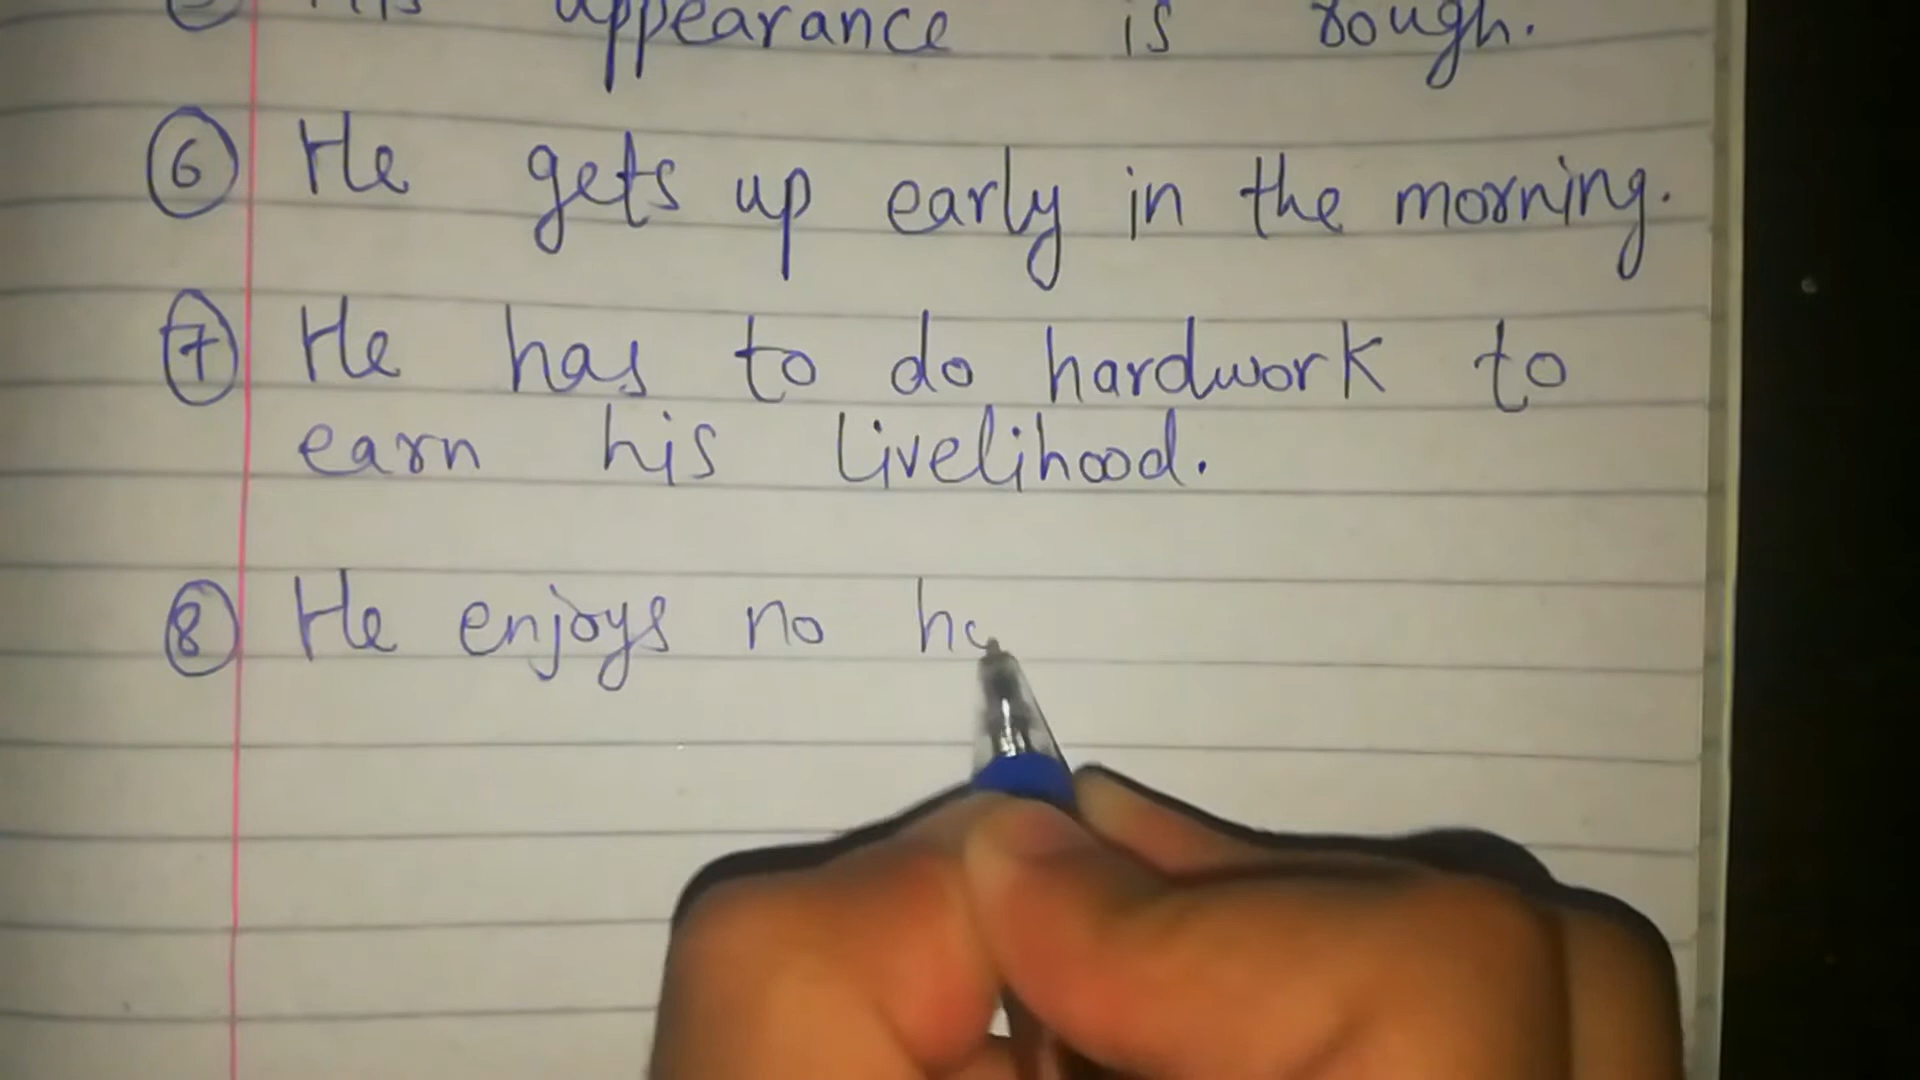 appearance is rough.
6 He gets up early in the morning.
7 He has to do hardwork to
earn his livelihood.
8 He enjoys no